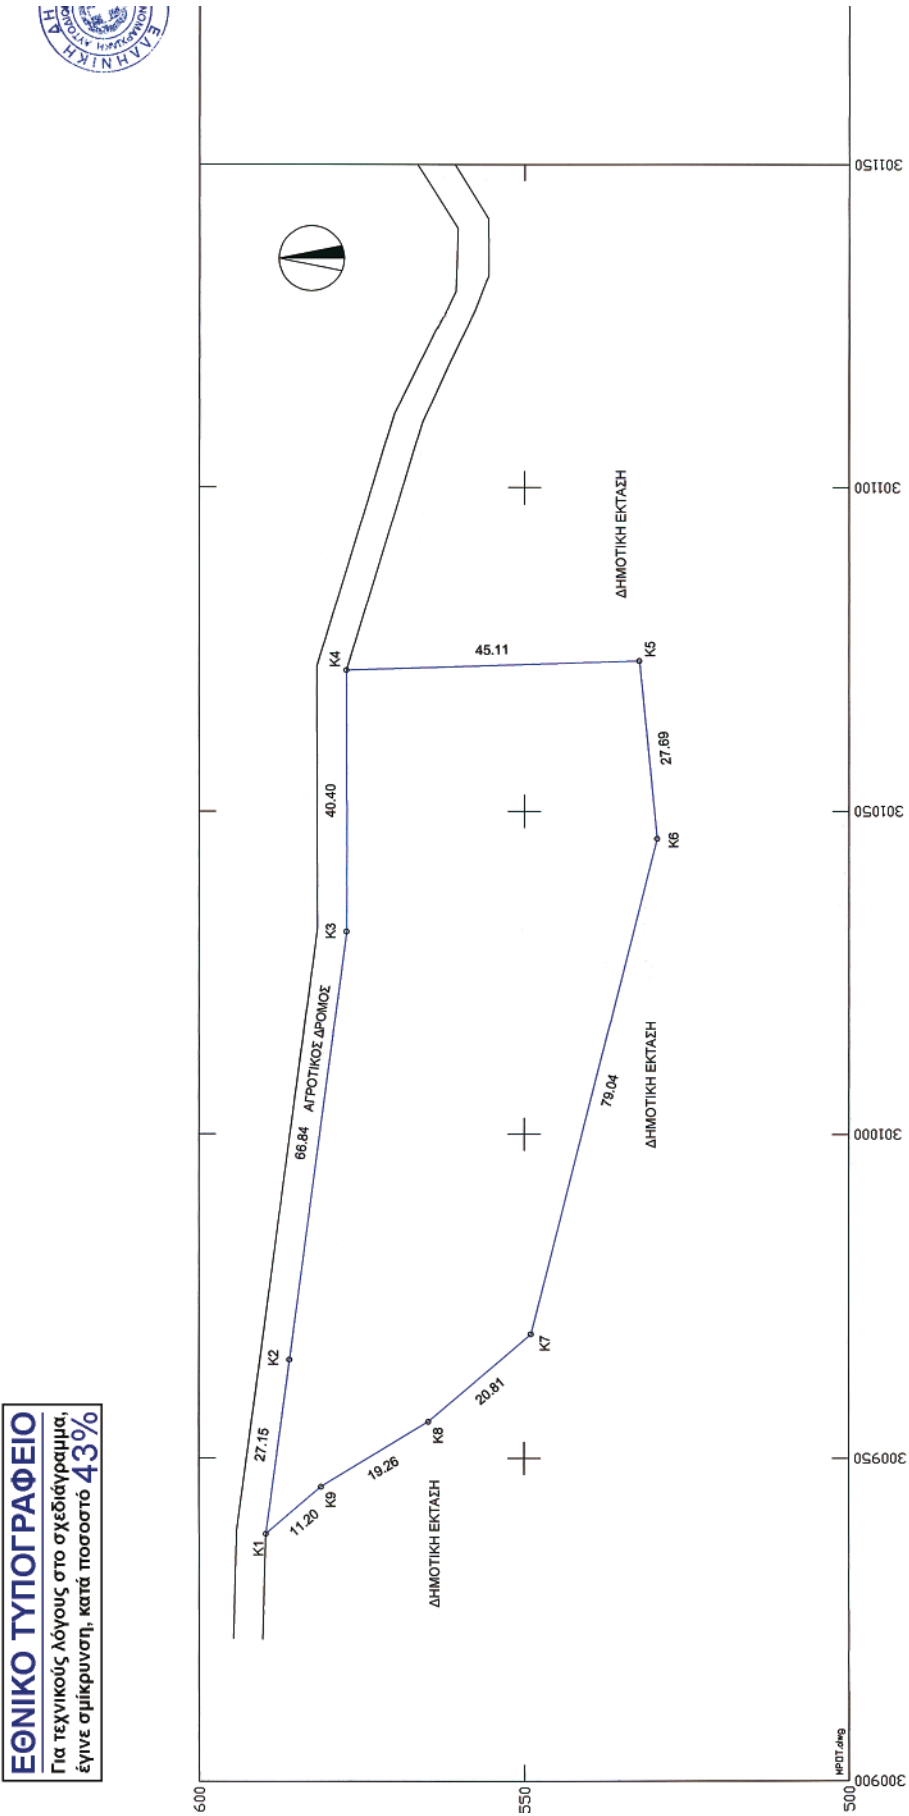 ΕΛΛΗΝΙΚΗ ΔΗ
ΝΟΜΑΡΧΙΑΚΗ
301150
301100
301050
301000
300950
300900
600
550
500
ΔΗΜΟΤΙΚΗ ΕΚΤΑΣΗ
K4
45.11
K5
40.40
27.69
K3
K6
66.84 ΑΓΡΟΤΙΚΟΣ ΔΡΟΜΟΣ
79.04
ΔΗΜΟΤΙΚΗ ΕΚΤΑΣΗ
K2
K7
27.15
20.81
K8
19.26
K9
11.20
K1
ΔΗΜΟΤΙΚΗ ΕΚΤΑΣΗ
ΕΘΝΙΚΟ ΤΥΠΟΓΡΑΦΕΙΟ
Για τεχνικούς λόγους στο σχεδιάγραμμα,
έγινε σμίκρυνση, κατά ποσοστό 43%
HPDT.dwg